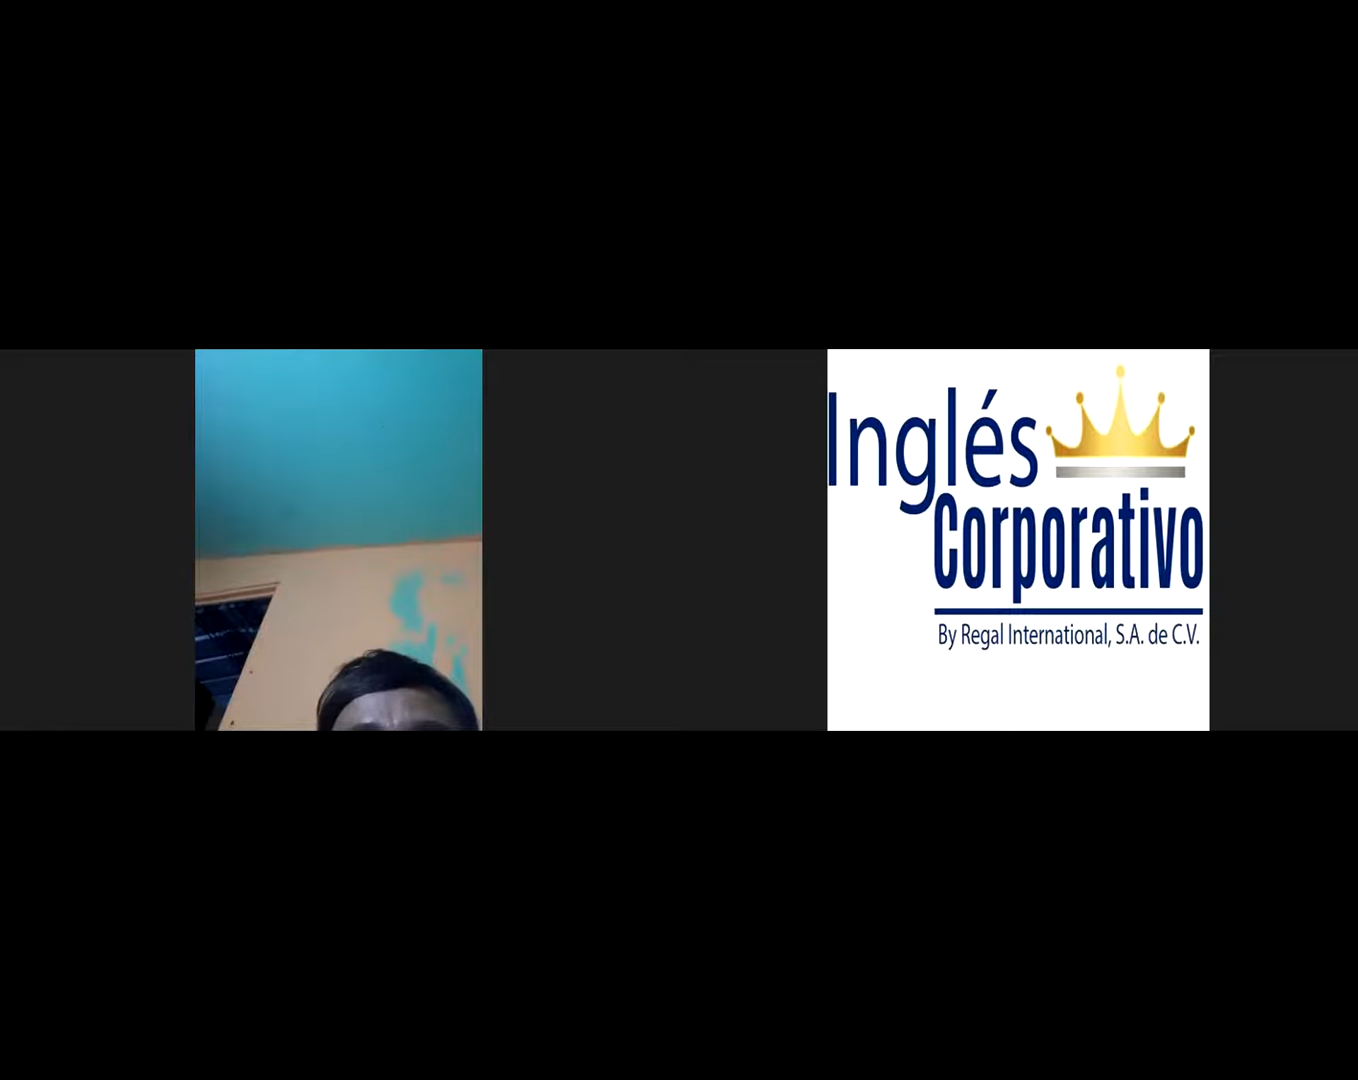 Inglés
Corporativo
By Regal International, S.A. de C.V.